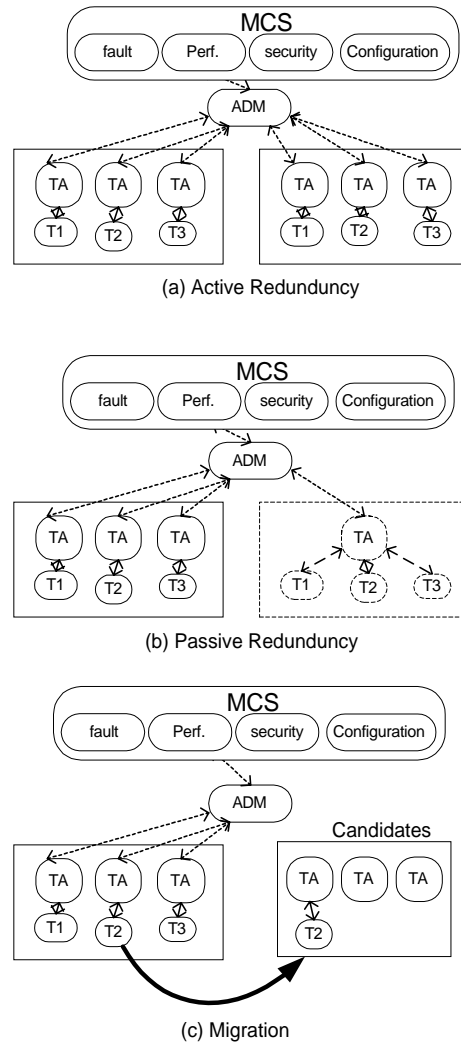 MCS
fault Perf. security Configuration
ADM
TA TA TA TA TA TA
T1 T2 T3 T1 T2 T3
(a) Active Redunduncy
MCS
fault Perf. security Configuration
ADM
TA TA TA TA
T1 T2 T3 T1 T2 T3
(b) Passive Redunduncy
MCS
fault Perf. security Configuration
ADM
Candidates
TA TA TA TA TA TA
T1 T2 T3 T2
(c) Migration